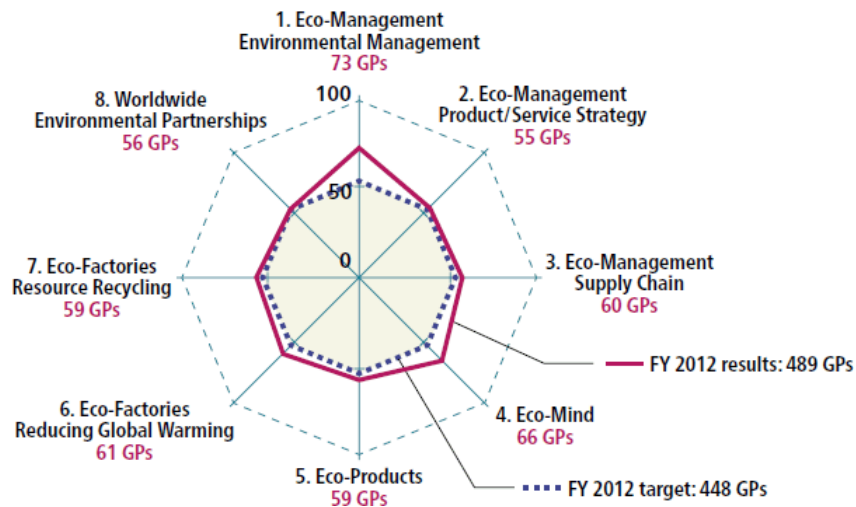 1. Eco-Management
Environmental Management
73 GPs
100
50
0
2. Eco-Management
Product/Service Strategy
55 GPs
3. Eco-Management
Supply Chain
60 GPs
4. Eco-Mind
66 GPs
5. Eco-Products
59 GPs
6. Eco-Factories
Reducing Global Warming
61 GPs
7. Eco-Factories
Resource Recycling
59 GPs
8. Worldwide
Environmental Partnerships
56 GPs
FY 2012 results: 489 GPs
FY 2012 target: 448 GPs